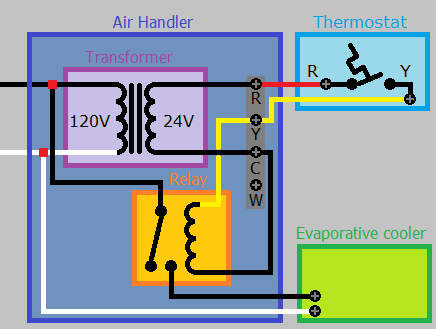 Air Handler
Thermostat
Transformer
120V
24V
R
Y
C
W
R
Y
Relay
Evaporative cooler